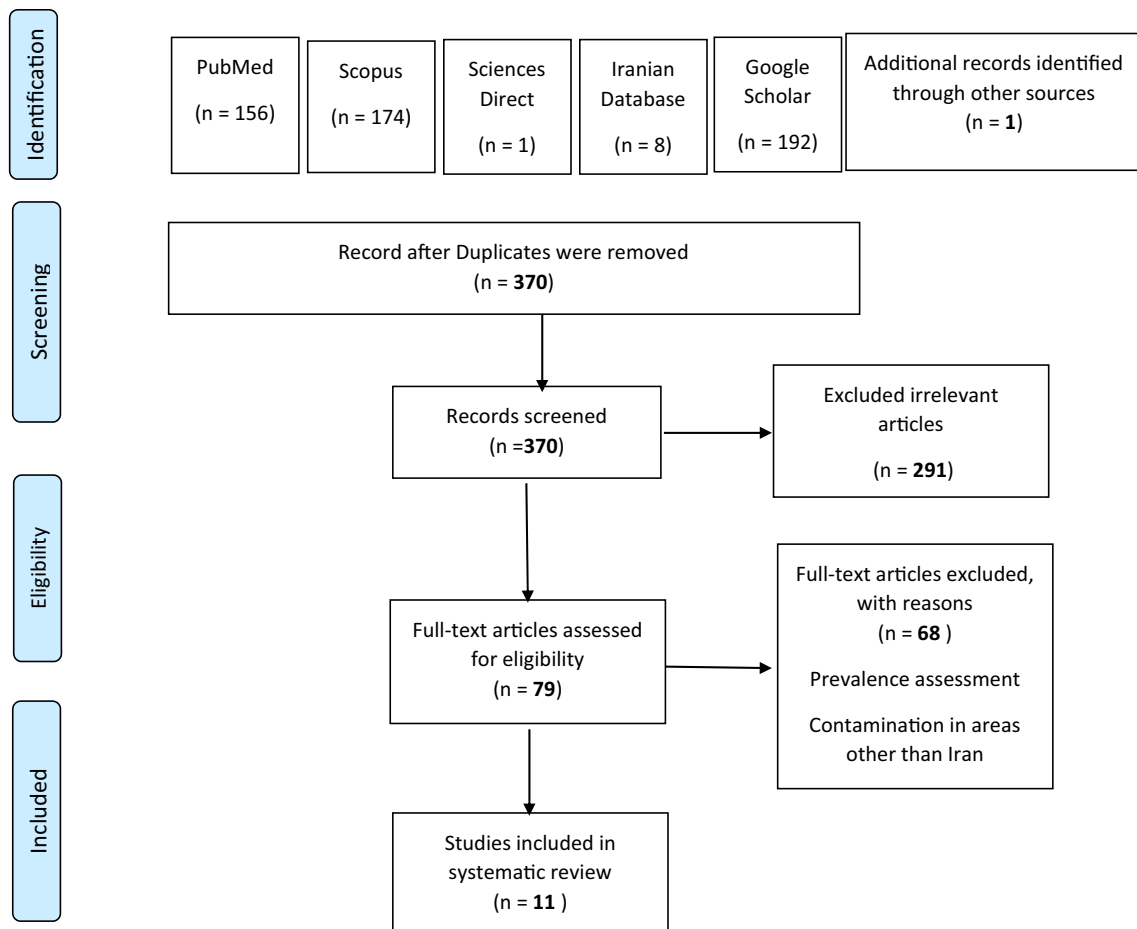 Identification
PubMed
(n = 156)
Scopus
(n = 174)
Sciences
Direct
(n = 1)
Iranian
Database
(n = 8)
Google
Scholar
(n = 192)
Additional records identified
through other sources
(n = 1)
Screening
Record after Duplicates were removed
(n = 370)
Records screened
(n =370)
Excluded irrelevant
articles
(n = 291)
Eligibility
Full-text articles assessed
for eligibility
(n = 79)
Full-text articles excluded,
with reasons
(n = 68 )
Prevalence assessment
Contamination in areas
other than Iran
Included
Studies included in
systematic review
(n = 11 )